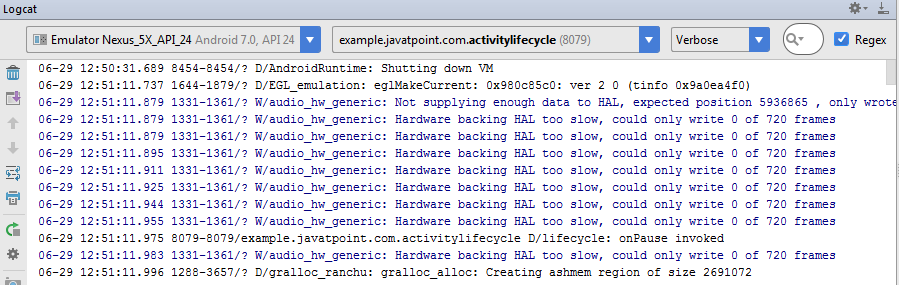 Logcat
Emulator Nexus_5X_API_24 Android 7.0, API 24 example.javatpoint.com.activitylifecycle (8079) Verbose Regex
06-29 12:50:31.689 8454-8454/? D/AndroidRuntime: Shutting down VM
06-29 12:51:11.737 1644-1879/? D/EGL_emulation: eglMakeCurrent: 0x980c85c0: ver 2 0 (tinfo 0x9a0ea4f0)
06-29 12:51:11.879 1331-1361/? W/audio_hw_generic: Not supplying enough data to HAL, expected position 5936865 , only wrote
06-29 12:51:11.879 1331-1361/? W/audio_hw_generic: Hardware backing HAL too slow, could only write 0 of 720 frames
06-29 12:51:11.879 1331-1361/? W/audio_hw_generic: Hardware backing HAL too slow, could only write 0 of 720 frames
06-29 12:51:11.895 1331-1361/? W/audio_hw_generic: Hardware backing HAL too slow, could only write 0 of 720 frames
06-29 12:51:11.911 1331-1361/? W/audio_hw_generic: Hardware backing HAL too slow, could only write 0 of 720 frames
06-29 12:51:11.925 1331-1361/? W/audio_hw_generic: Hardware backing HAL too slow, could only write 0 of 720 frames
06-29 12:51:11.944 1331-1361/? W/audio_hw_generic: Hardware backing HAL too slow, could only write 0 of 720 frames
06-29 12:51:11.955 1331-1361/? W/audio_hw_generic: Hardware backing HAL too slow, could only write 0 of 720 frames
06-29 12:51:11.975 8079-8079/example.javatpoint.com.activitylifecycle D/lifecycle: onPause invoked
06-29 12:51:11.983 1331-1361/? W/audio_hw_generic: Hardware backing HAL too slow, could only write 0 of 720 frames
06-29 12:51:11.996 1288-3657/? D/gralloc_ranchu: gralloc_alloc: Creating ashmem region of size 2691072